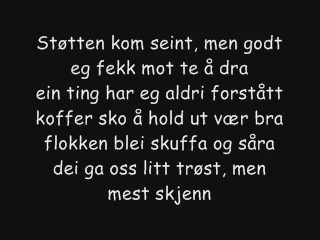 Støtten kom seint, men godt
eg fekk mot te å dra
ein ting har eg aldri forstått
koffer sko å hold ut vær bra
flokken blei skuffa og såra
dei ga oss litt trøst, men
mest skjenn